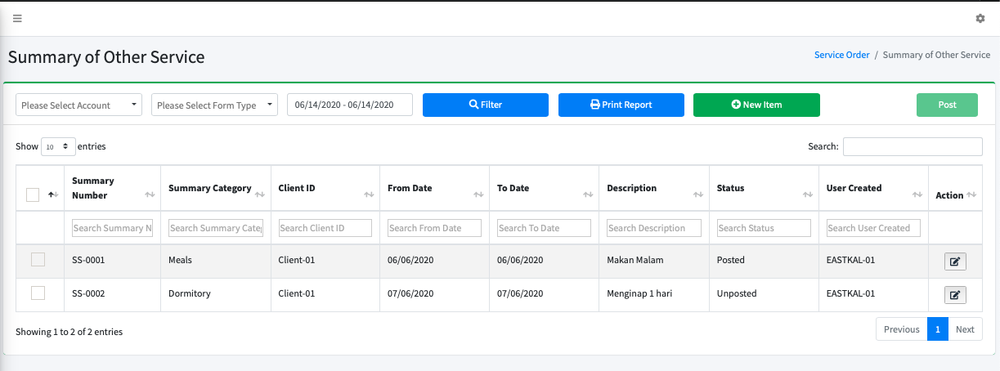 Summary of Other Service
Service Order / Summary of Other Service
Please Select Account Please Select Form Type 06/14/2020 - 06/14/2020 Filter Print Report New Item Post
Show 10 entries Search:
Summary Number Summary Category Client ID From Date To Date Description Status User Created Action
Search Summary N Search Summary Categ Search Client ID Search From Date Search To Date Search Description Search Status Search User Created
SS-0001 Meals Client-01 06/06/2020 06/06/2020 Makan Malam Posted EASTKAL-01
SS-0002 Dormitory Client-01 07/06/2020 07/06/2020 Menginap 1 hari Unposted EASTKAL-01
Showing 1 to 2 of 2 entries Previous 1 Next